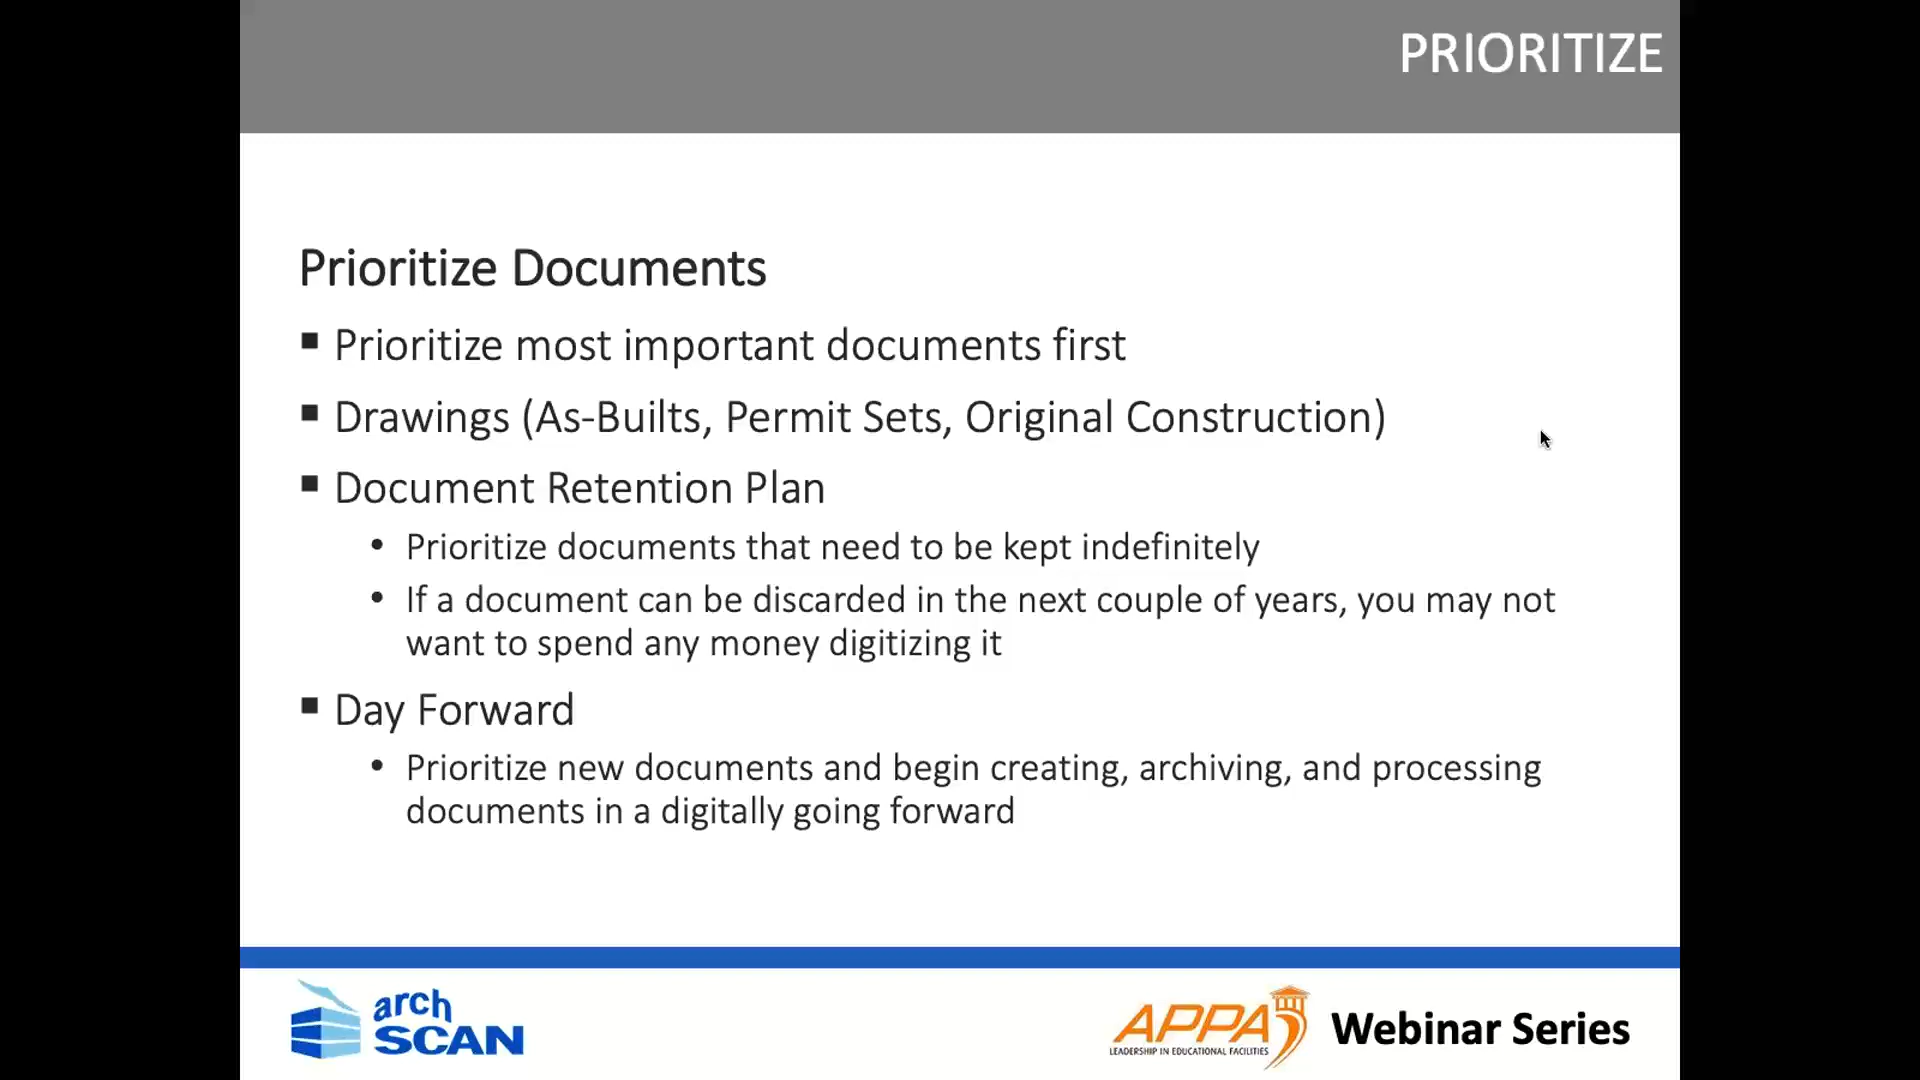 PRIORITIZE
Prioritize Documents
▪ Prioritize most important documents first
▪ Drawings (As-Builts, Permit Sets, Original Construction)
▪ Document Retention Plan
• Prioritize documents that need to be kept indefinitely
• If a document can be discarded in the next couple of years, you may not
want to spend any money digitizing it
▪ Day Forward
• Prioritize new documents and begin creating, archiving, and processing
documents in a digitally going forward
arch
SCAN
APPA
LEADERSHIP IN EDUCATIONAL FACILITIES
Webinar Series